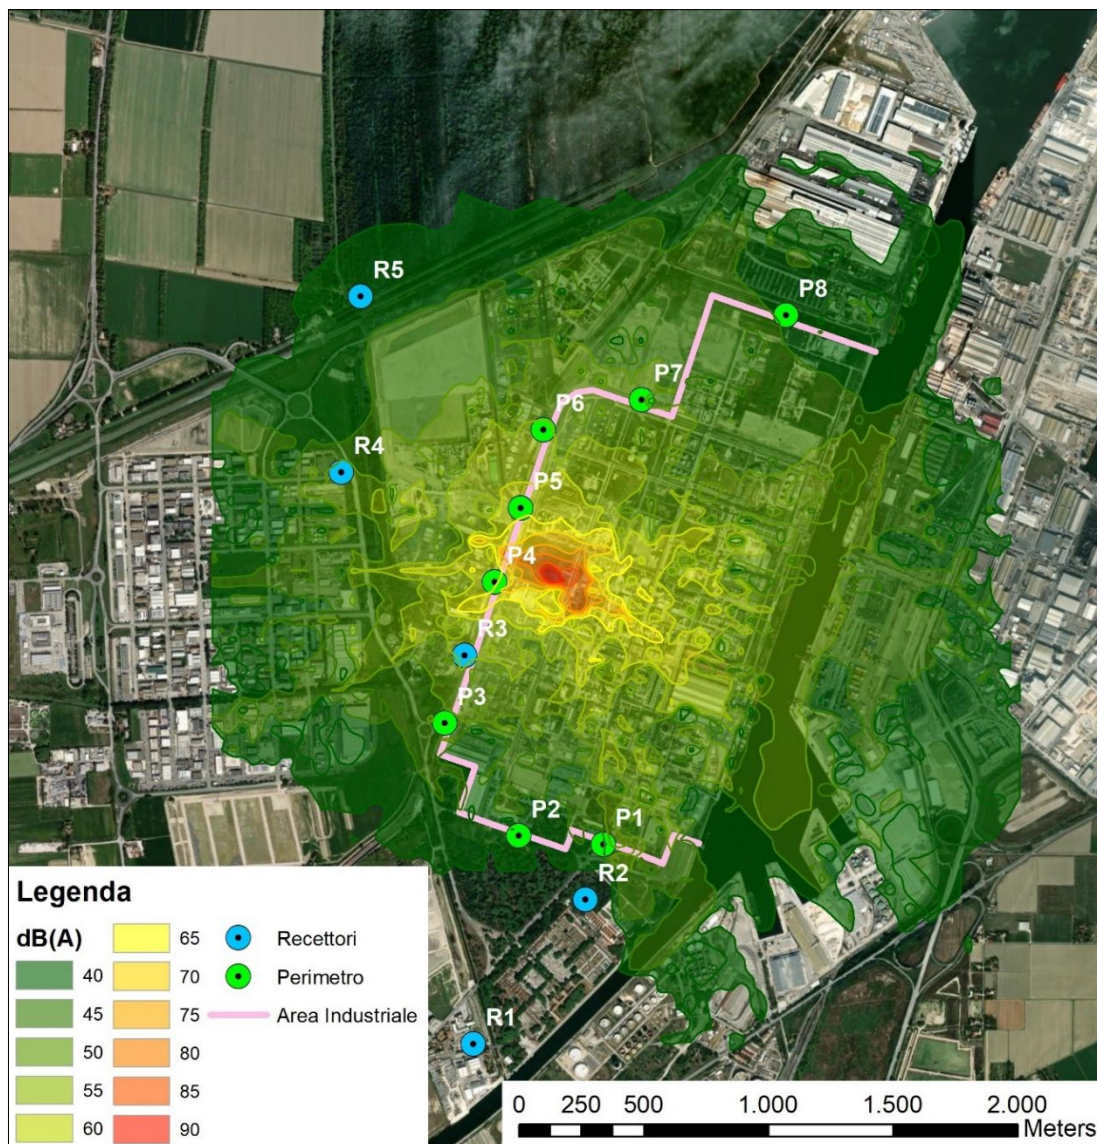 R5
P8
P7
P6
R4
P5
P4
R3
P3
P2
P1
R2
R1
Legenda
dB(A)
40
45
50
55
60
65
70
75
80
85
90
Recettori
Perimetro
Area Industriale
0 250 500 1.000 1.500 2.000
Meters